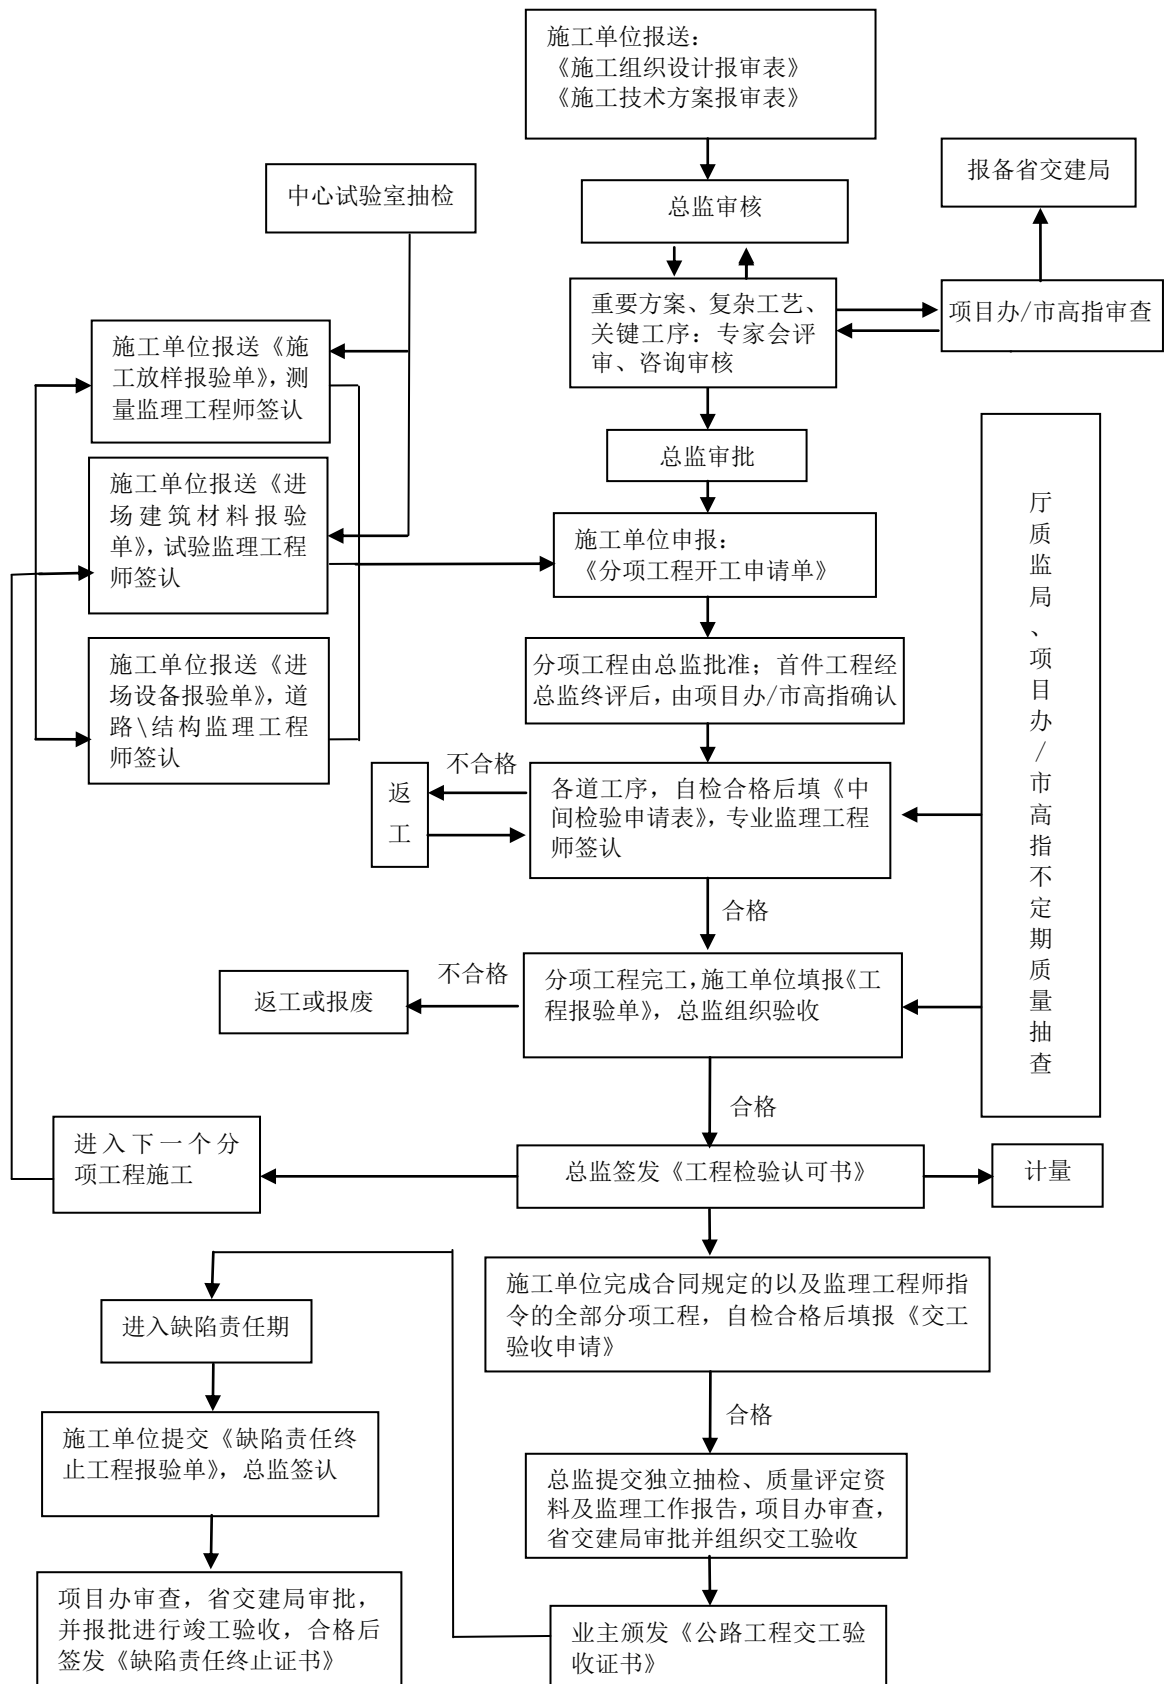 施工单位报送：
《施工组织设计报审表》
《施工技术方案报审表》
报备省交建局
中心试验室抽检
总监审核
重要方案、复杂工艺、
关键工序：专家会评
审、咨询审核
项目办/市高指审查
施工单位报送《施
工放样报验单》，测
量监理工程师签认
总监审批
施工单位报送《进
场建筑材料报验
单》，试验监理工程
师签认
施工单位申报：
《分项工程开工申请单》
厅质监局、项目办/市高指不定期质量抽查
施工单位报送《进
场设备报验单》，道
路\结构监理工程
师签认
分项工程由总监批准；首件工程经
总监终评后，由项目办/市高指确认
不合格
返
工
各道工序，自检合格后填《中
间检验申请表》，专业监理工程
师签认
合格
不合格
返工或报废
分项工程完工，施工单位填报《工
程报验单》，总监组织验收
合格
进入下一个分
项工程施工
总监签发《工程检验认可书》
计量
施工单位完成合同规定的以及监理工程师指
令的全部分项工程，自检合格后填报《交工
验收申请》
进入缺陷责任期
合格
施工单位提交《缺陷责任终
止工程报验单》，总监签认
总监提交独立抽检、质量评定资
料及监理工作报告，项目办审查，
省交建局审批并组织交工验收
项目办审查，省交建局审批，
并报批进行竣工验收，合格后
签发《缺陷责任终止证书》
业主颁发《公路工程交工验
收证书》